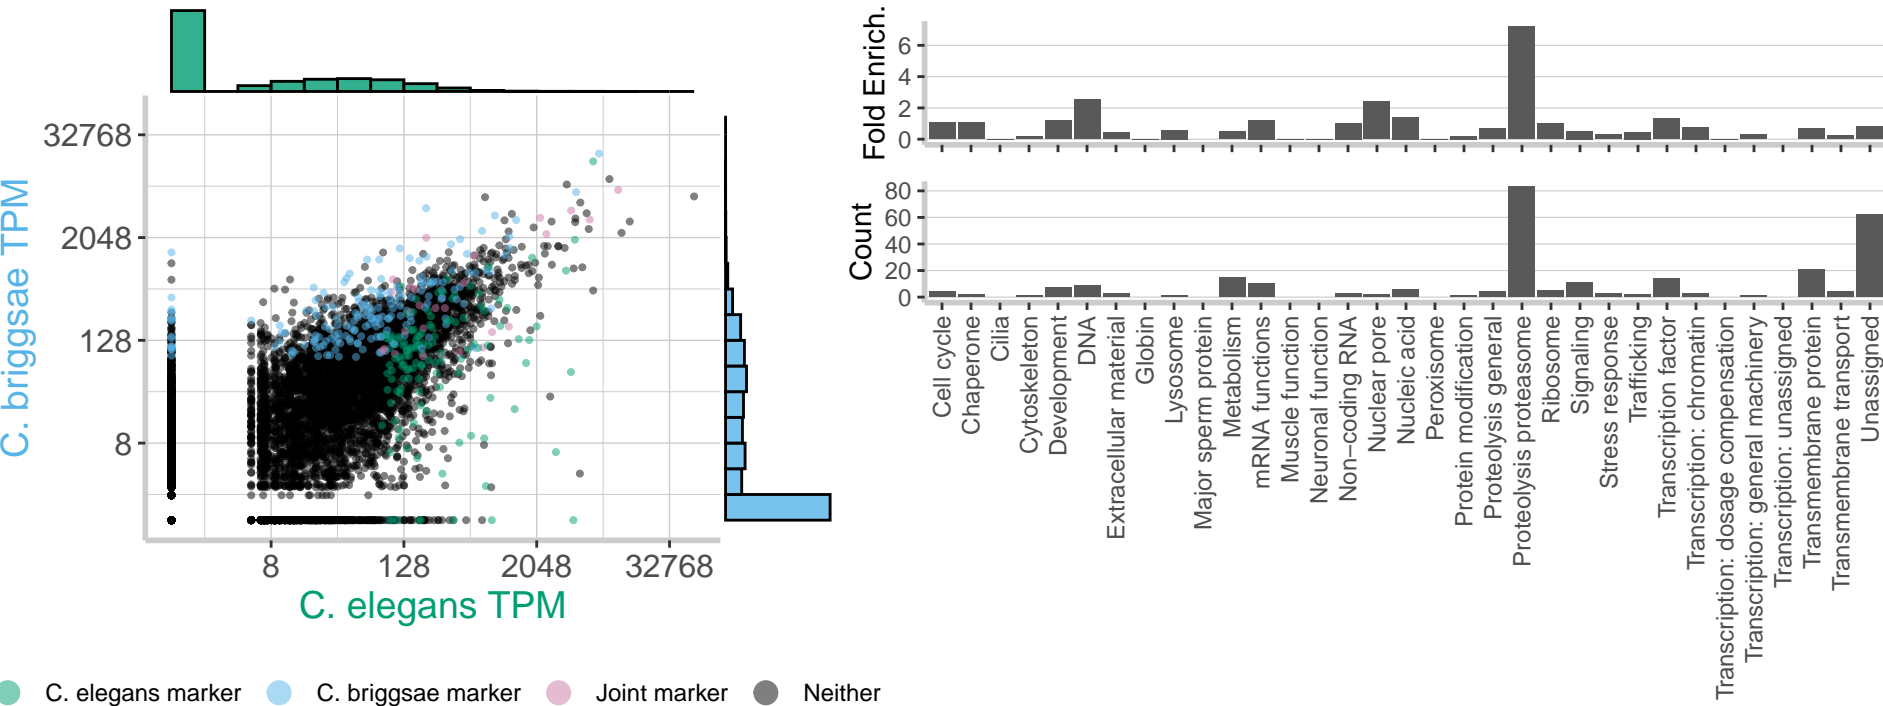 32768
2048
128
8
C. briggsae TPM
8
128
2048
32768
C. elegans TPM
C. elegans marker
C. briggsae marker
Joint marker
Neither
Fold Enrich.
6
4
2
0
Count
80
60
40
20
0
Cell cycle
Chaperone
Cilia
Cytoskeleton
Development
DNA
Extracellular material
Globin
Lysosome
Major sperm protein
Metabolism
mRNA functions
Muscle function
Neuronal function
Non−coding RNA
Nuclear pore
Nucleic acid
Peroxisome
Protein modification
Proteolysis general
Proteolysis proteasome
Ribosome
Signaling
Stress response
Trafficking
Transcription factor
Transcription: chromatin
Transcription: dosage compensation
Transcription: general machinery
Transcription: unassigned
Transmembrane protein
Transmembrane transport
Unassigned